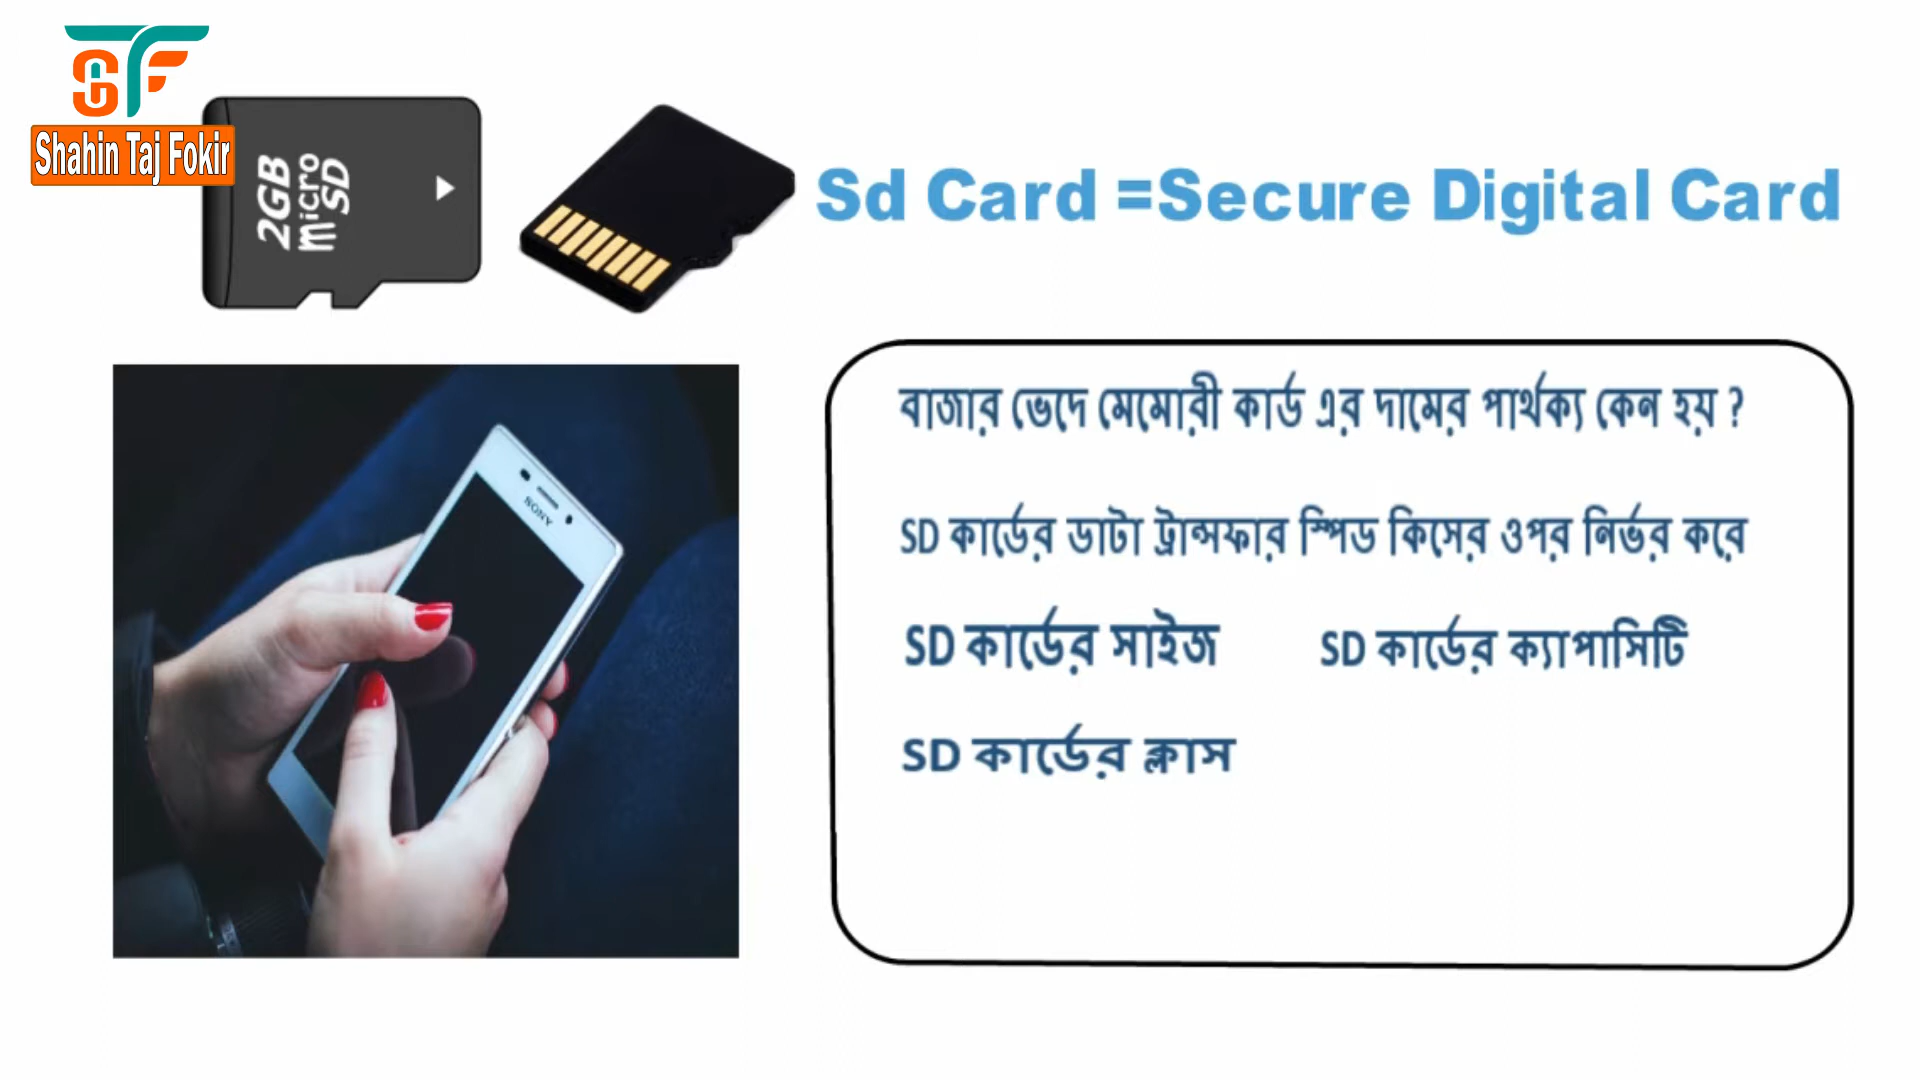 STF
Shahin Taj Fokir
2GB
micro
SD
Sd Card =Secure Digital Card
SONY
বাজার ভেদে মেমোরী কার্ড এর দামের পার্থক্য কেন হয় ?
SD কার্ডের ডাটা ট্রান্সফার স্পিড কিসের ওপর নির্ভর করে
SD কার্ডের সাইজ
SD কার্ডের ক্যাপাসিটি
SD কার্ডের ক্লাস